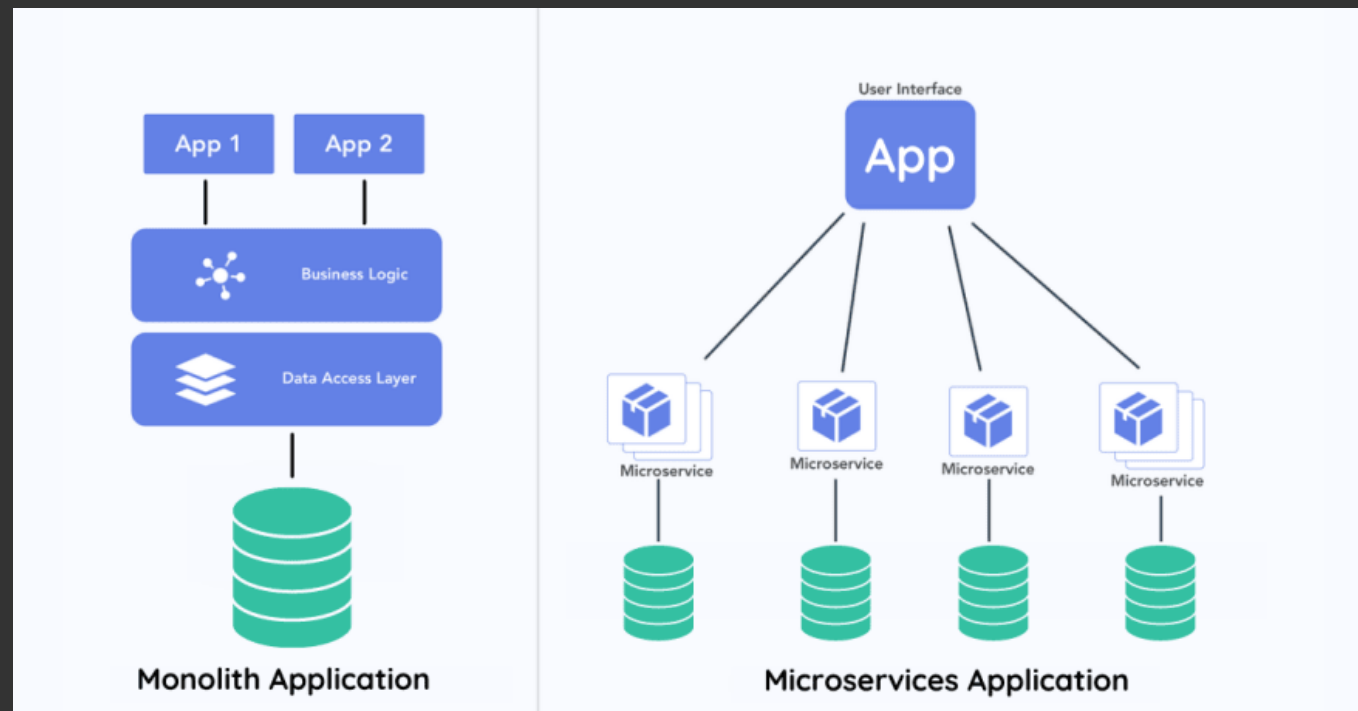 App 1
App 2
Business Logic
Data Access Layer
Monolith Application
User Interface
App
Microservice
Microservice
Microservice
Microservice
Microservices Application